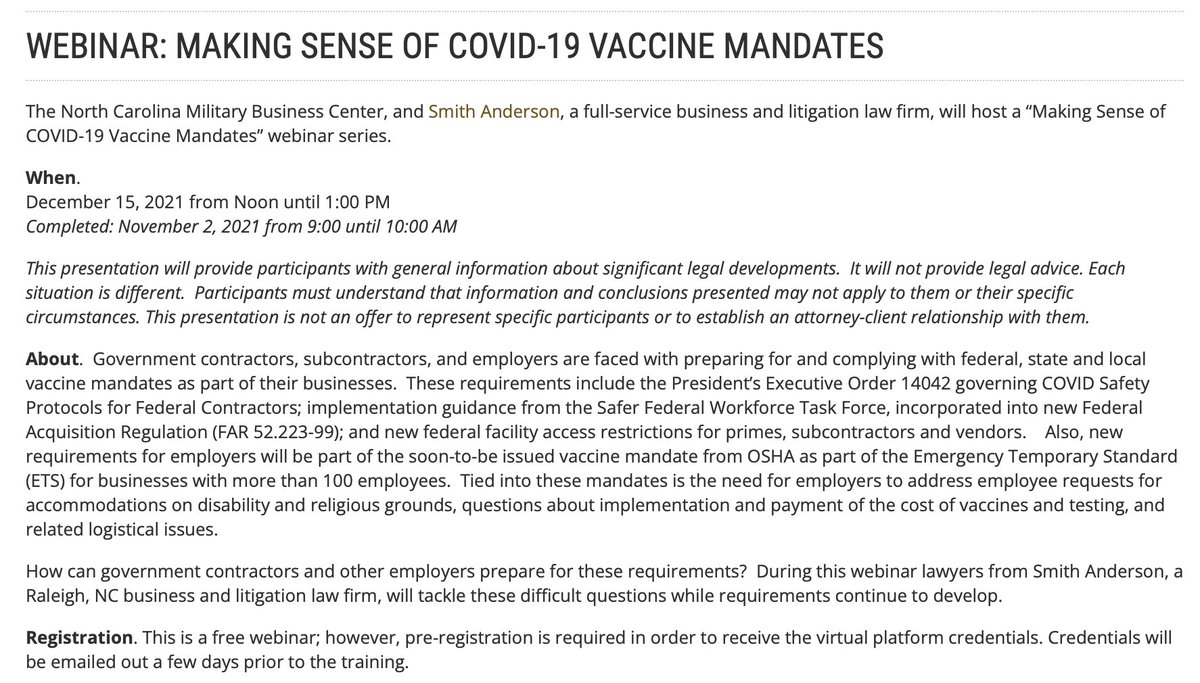 WEBINAR: MAKING SENSE OF COVID-19 VACCINE MANDATES
The North Carolina Military Business Center, and Smith Anderson, a full-service business and litigation law firm, will host a “Making Sense of
COVID-19 Vaccine Mandates” webinar series.
When.
December 15, 2021 from Noon until 1:00 PM
Completed: November 2, 2021 from 9:00 until 10:00 AM
This presentation will provide participants with general information about significant legal developments.  It will not provide legal advice. Each
situation is different.  Participants must understand that information and conclusions presented may not apply to them or their specific
circumstances. This presentation is not an offer to represent specific participants or to establish an attorney-client relationship with them.
About.  Government contractors, subcontractors, and employers are faced with preparing for and complying with federal, state and local
vaccine mandates as part of their businesses.  These requirements include the President’s Executive Order 14042 governing COVID Safety
Protocols for Federal Contractors; implementation guidance from the Safer Federal Workforce Task Force, incorporated into new Federal
Acquisition Regulation (FAR 52.223-99); and new federal facility access restrictions for primes, subcontractors and vendors.    Also, new
requirements for employers will be part of the soon-to-be issued vaccine mandate from OSHA as part of the Emergency Temporary Standard
(ETS) for businesses with more than 100 employees.  Tied into these mandates is the need for employers to address employee requests for
accommodations on disability and religious grounds, questions about implementation and payment of the cost of vaccines and testing, and
related logistical issues.
How can government contractors and other employers prepare for these requirements?  During this webinar lawyers from Smith Anderson, a
Raleigh, NC business and litigation law firm, will tackle these difficult questions while requirements continue to develop.
Registration. This is a free webinar; however, pre-registration is required in order to receive the virtual platform credentials. Credentials will
be emailed out a few days prior to the training.